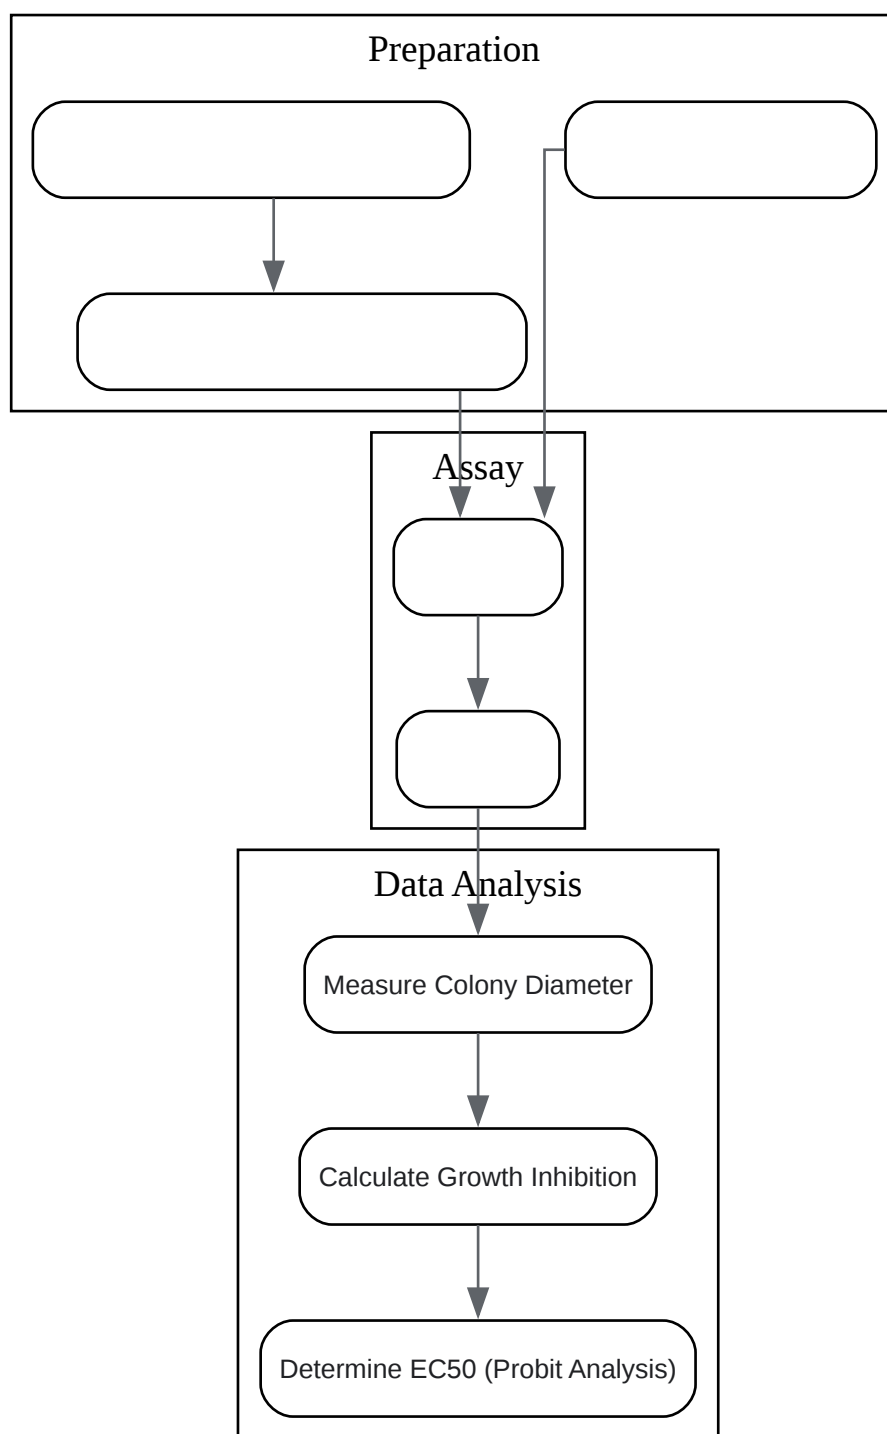 Preparation
Assay
Data Analysis
Measure Colony Diameter
Calculate Growth Inhibition
Determine EC50 (Probit Analysis)